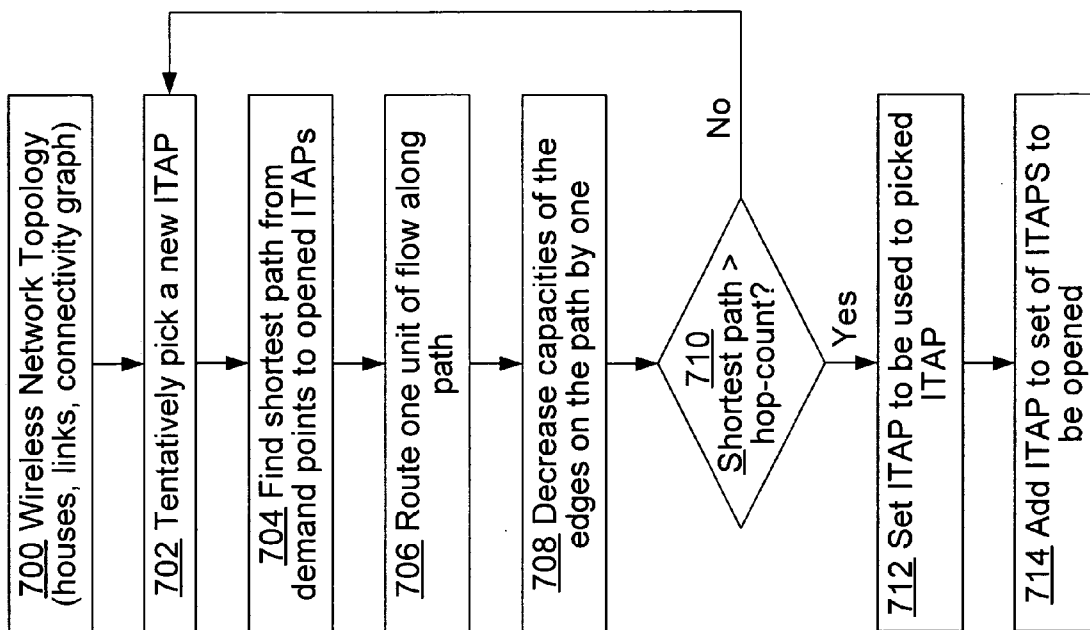 700 Wireless Network Topology
(houses, links, connectivity graph)
702 Tentatively pick a new ITAP
704 Find shortest path from
demand points to opened ITAPs
706 Route one unit of flow along
path
708 Decrease capacities of the
edges on the path by one
710
Shortest path >
hop-count?
No
Yes
712 Set ITAP to be used to picked
ITAP
714 Add ITAP to set of ITAPS to
be opened